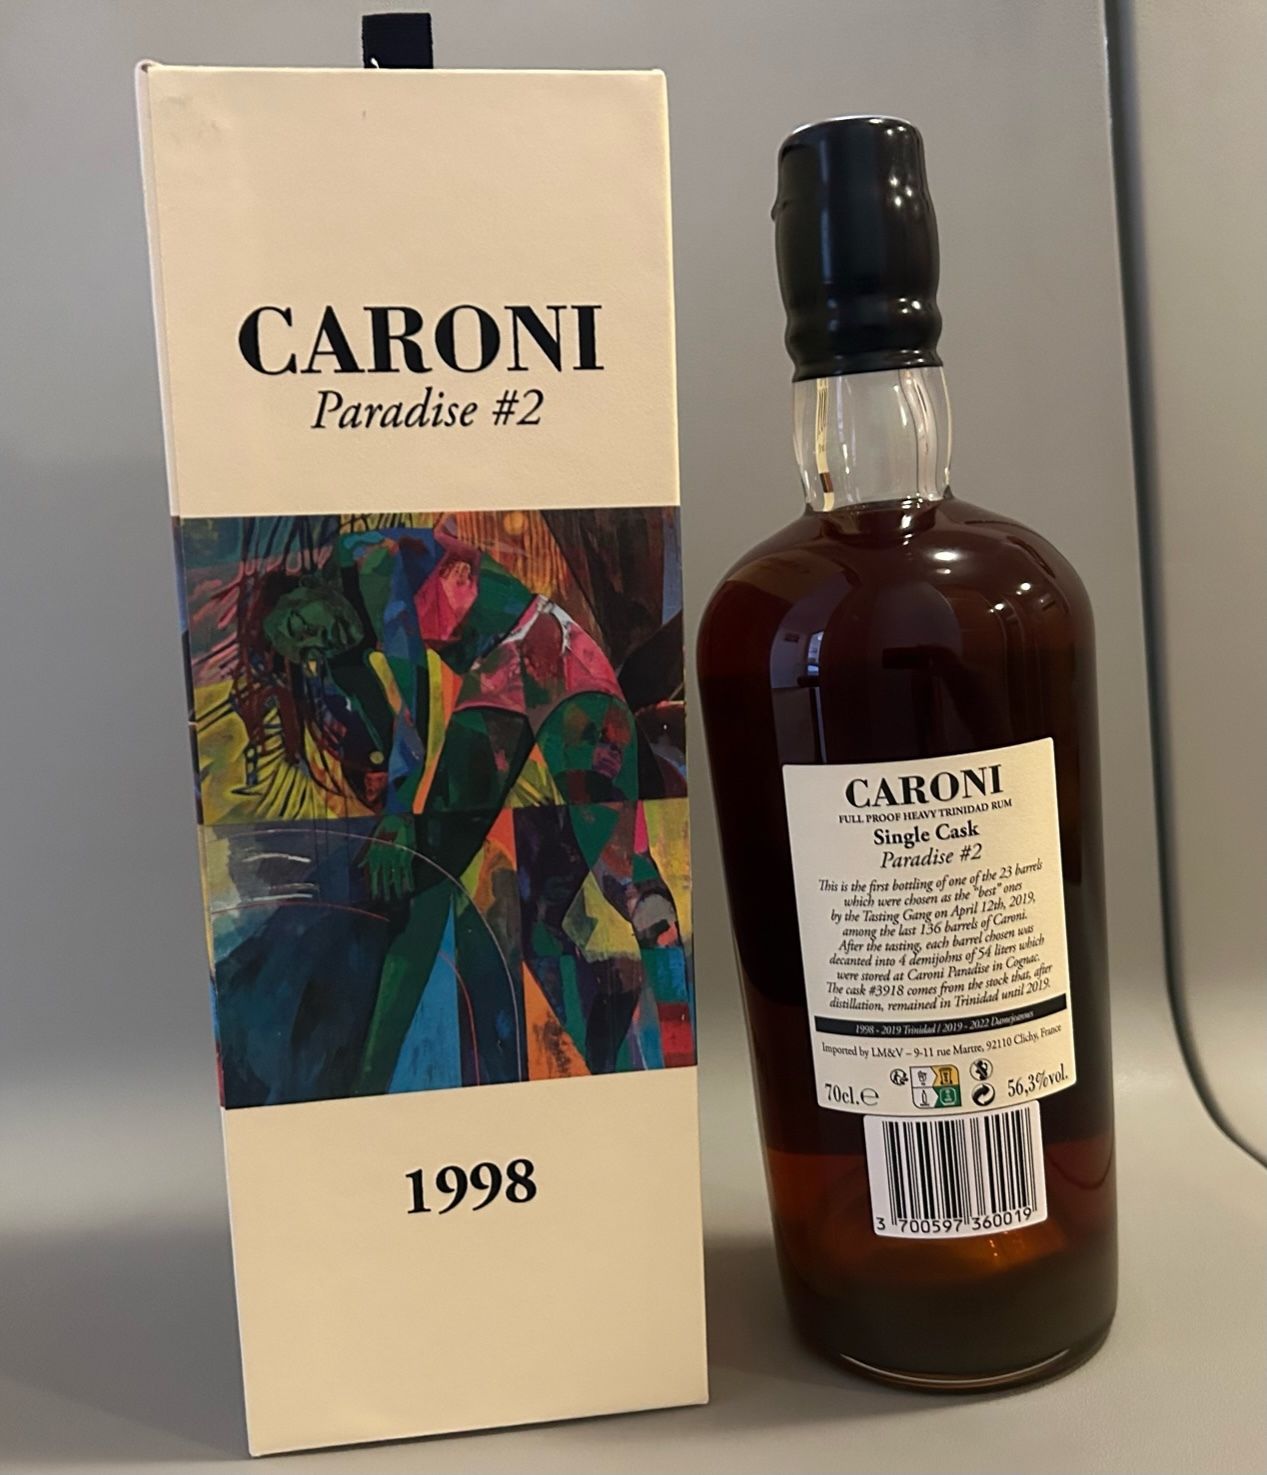 CARONI
Paradise #2
1998
CARONI
FULL PROOF HEAVY TRINIDAD RUM
Single Cask
Paradise #2
This is the first bottling of one of the 23 barrels
which were chosen as the "best" ones
by the Tasting Gang on April 12th, 2019,
among the last 136 barrels of Caroni.
After the tasting, each barrel chosen was
decanted into 4 demijohns of 54 liters which
were stored at Caroni Paradise in Cognac.
The cask #3918 comes from the stock that, after
distillation, remained in Trinidad until 2019.
1998 - 2019 Trinidad / 2019 - 2022 Damejeannes
Imported by LM&V – 9-11 rue Martre, 92110 Clichy, France
70cl.e 56,3%vol.
3 700597 360019